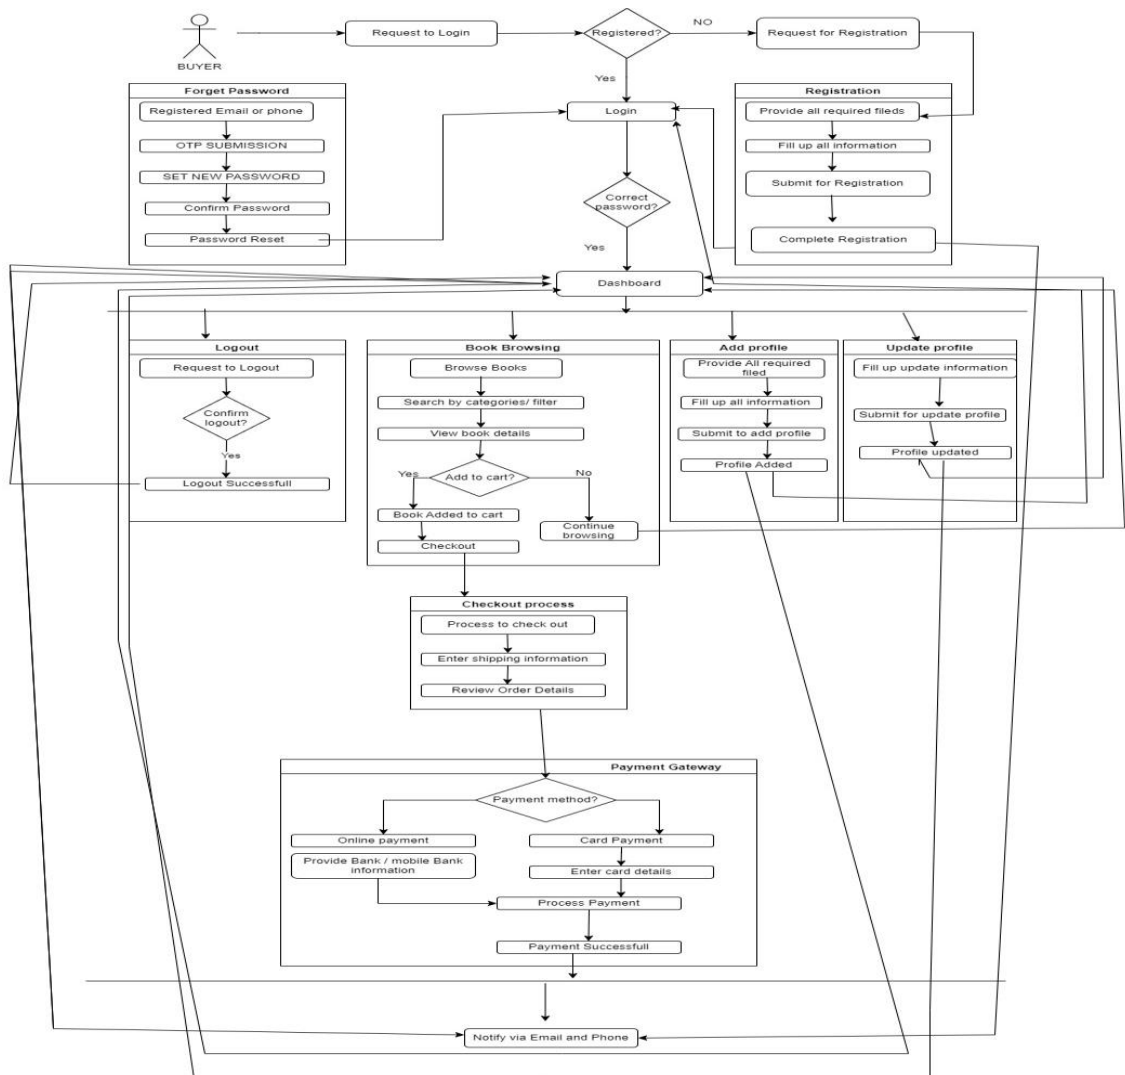 Request to Login
Registered?
NO
Request for Registration
BUYER
Yes
Forget Password
Registered Email or phone
OTP SUBMISSION
SET NEW PASSWORD
Confirm Password
Password Reset
Login
Correct
password?
Yes
Registration
Provide all required fileds
Fill up all information
Submit for Registration
Complete Registration
Dashboard
Logout
Request to Logout
Confirm
logout?
Yes
Logout Successfull
Book Browsing
Browse Books
Search by categories/ filter
View book details
Add to cart?
Yes
No
Book Added to cart
Checkout
Continue
browsing
Add profile
Provide All required
filed
Fill up all information
Submit to add profile
Profile Added
Update profile
Fill up update information
Submit for update profile
Profile updated
Checkout process
Process to check out
Enter shipping information
Review Order Details
Payment Gateway
Payment method?
Online payment
Provide Bank / mobile Bank
information
Card Payment
Enter card details
Process Payment
Payment Successfull
Notify via Email and Phone